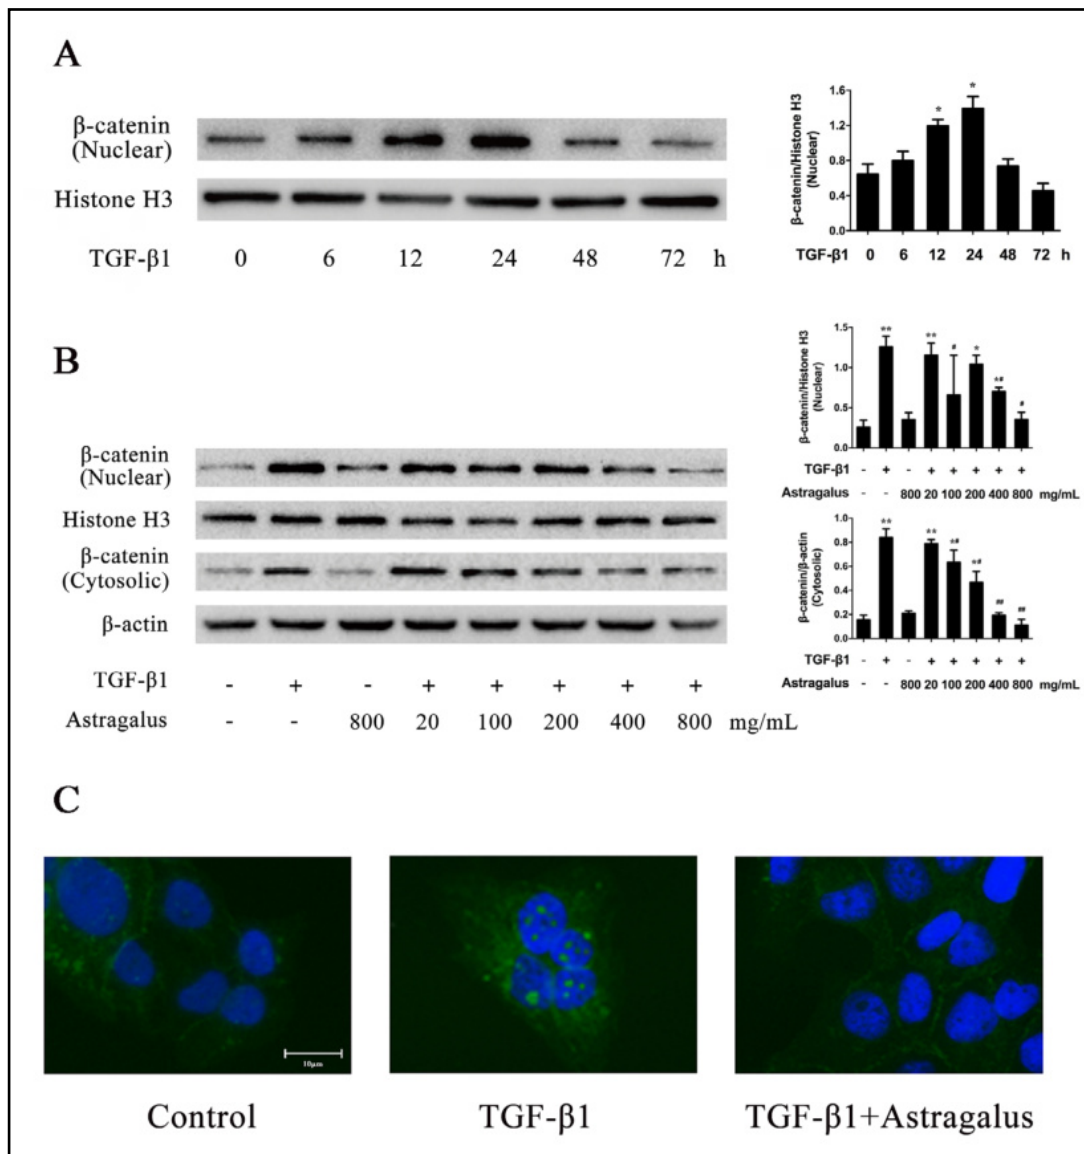 A
β-catenin
(Nuclear)
Histone H3
TGF-β1 0 6 12 24 48 72 h
β-catenin/Histone H3
(Nuclear)
1.6
1.2
0.8
0.4
0.0
* *
TGF-β1 0 6 12 24 48 72 h
B
β-catenin
(Nuclear)
Histone H3
β-catenin
(Cytosolic)
β-actin
TGF-β1 - + - + + + + +
Astragalus - - 800 20 100 200 400 800 mg/mL
β-catenin/Histone H3
(Nuclear)
1.5
1.0
0.5
0.0
** ** # * *# #
TGF-β1 - + - + + + + +
Astragalus - - 800 20 100 200 400 800 mg/mL
β-catenin/β-actin
(Cytosolic)
1.0
0.8
0.6
0.4
0.2
0.0
** ** *# *# ## ##
TGF-β1 - + - + + + + +
Astragalus - - 800 20 100 200 400 800 mg/mL
C
10μm
Control
TGF-β1
TGF-β1+Astragalus